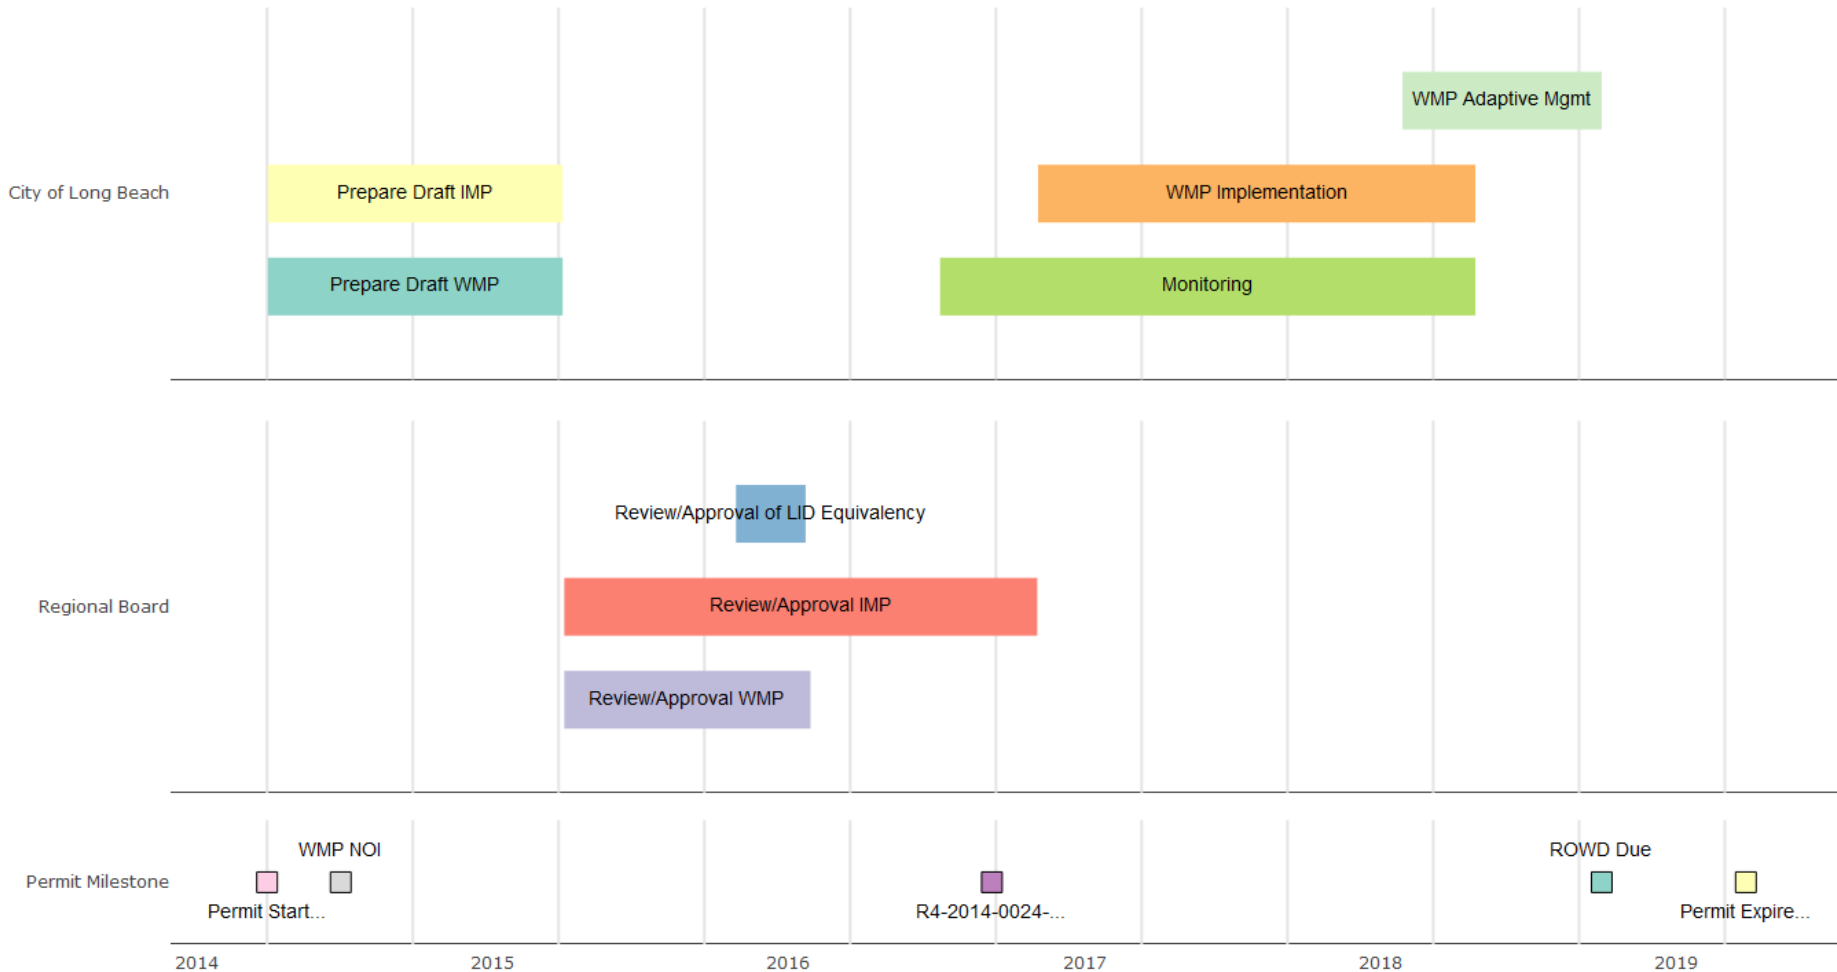 WMP Adaptive Mgmt
City of Long Beach
Prepare Draft IMP
WMP Implementation
Prepare Draft WMP
Monitoring
Review/Approval of LID Equivalency
Regional Board
Review/Approval IMP
Review/Approval WMP
WMP NOI
ROWD Due
Permit Milestone
Permit Start...
R4-2014-0024-...
Permit Expire...
2014
2015
2016
2017
2018
2019